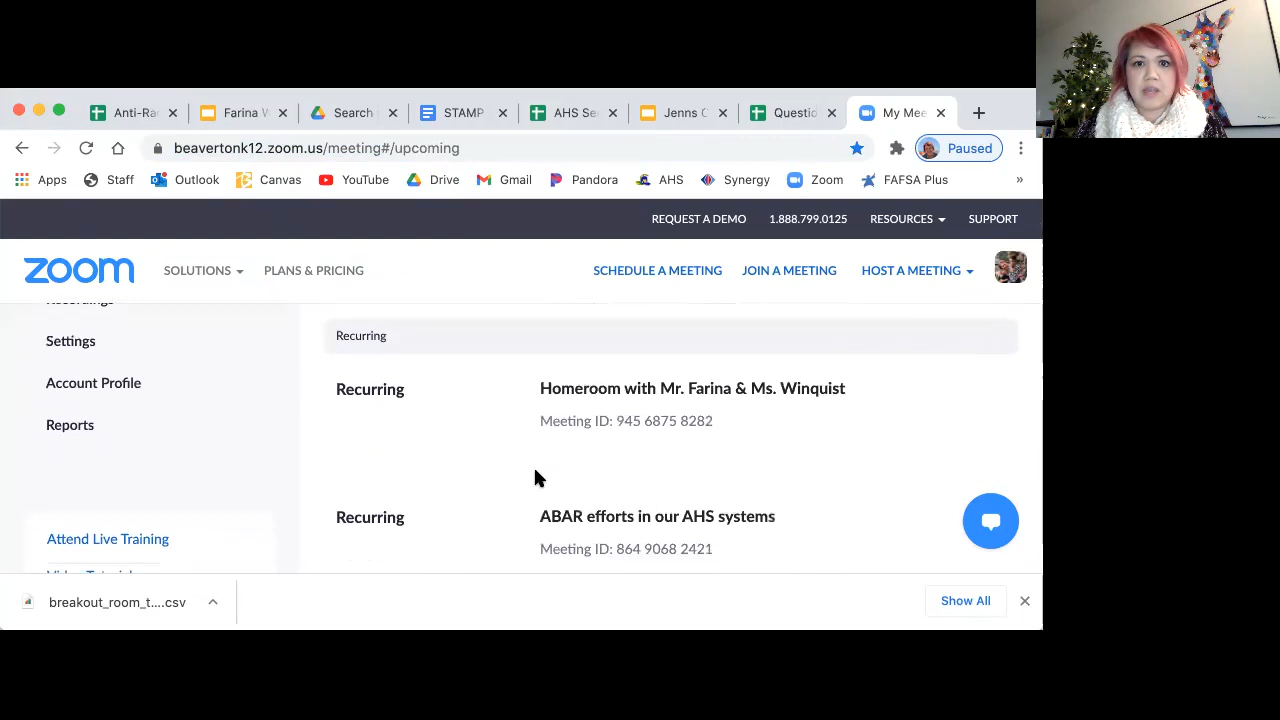 Anti-Ra
Farina W
Search
STAMP
AHS Se
Jenns C
Questio
My Mee
beavertonk12.zoom.us/meeting#/upcoming
Paused
Apps
Staff
Outlook
Canvas
YouTube
Drive
Gmail
Pandora
AHS
Synergy
Zoom
FAFSA Plus
»
REQUEST A DEMO
1.888.799.0125
RESOURCES
SUPPORT
zoom
SOLUTIONS
PLANS & PRICING
SCHEDULE A MEETING
JOIN A MEETING
HOST A MEETING
Recordings
Settings
Account Profile
Reports
Attend Live Training
Recurring
Recurring
Homeroom with Mr. Farina & Ms. Winquist
Meeting ID: 945 6875 8282
Recurring
ABAR efforts in our AHS systems
Meeting ID: 864 9068 2421
breakout_room_t....csv
Show All